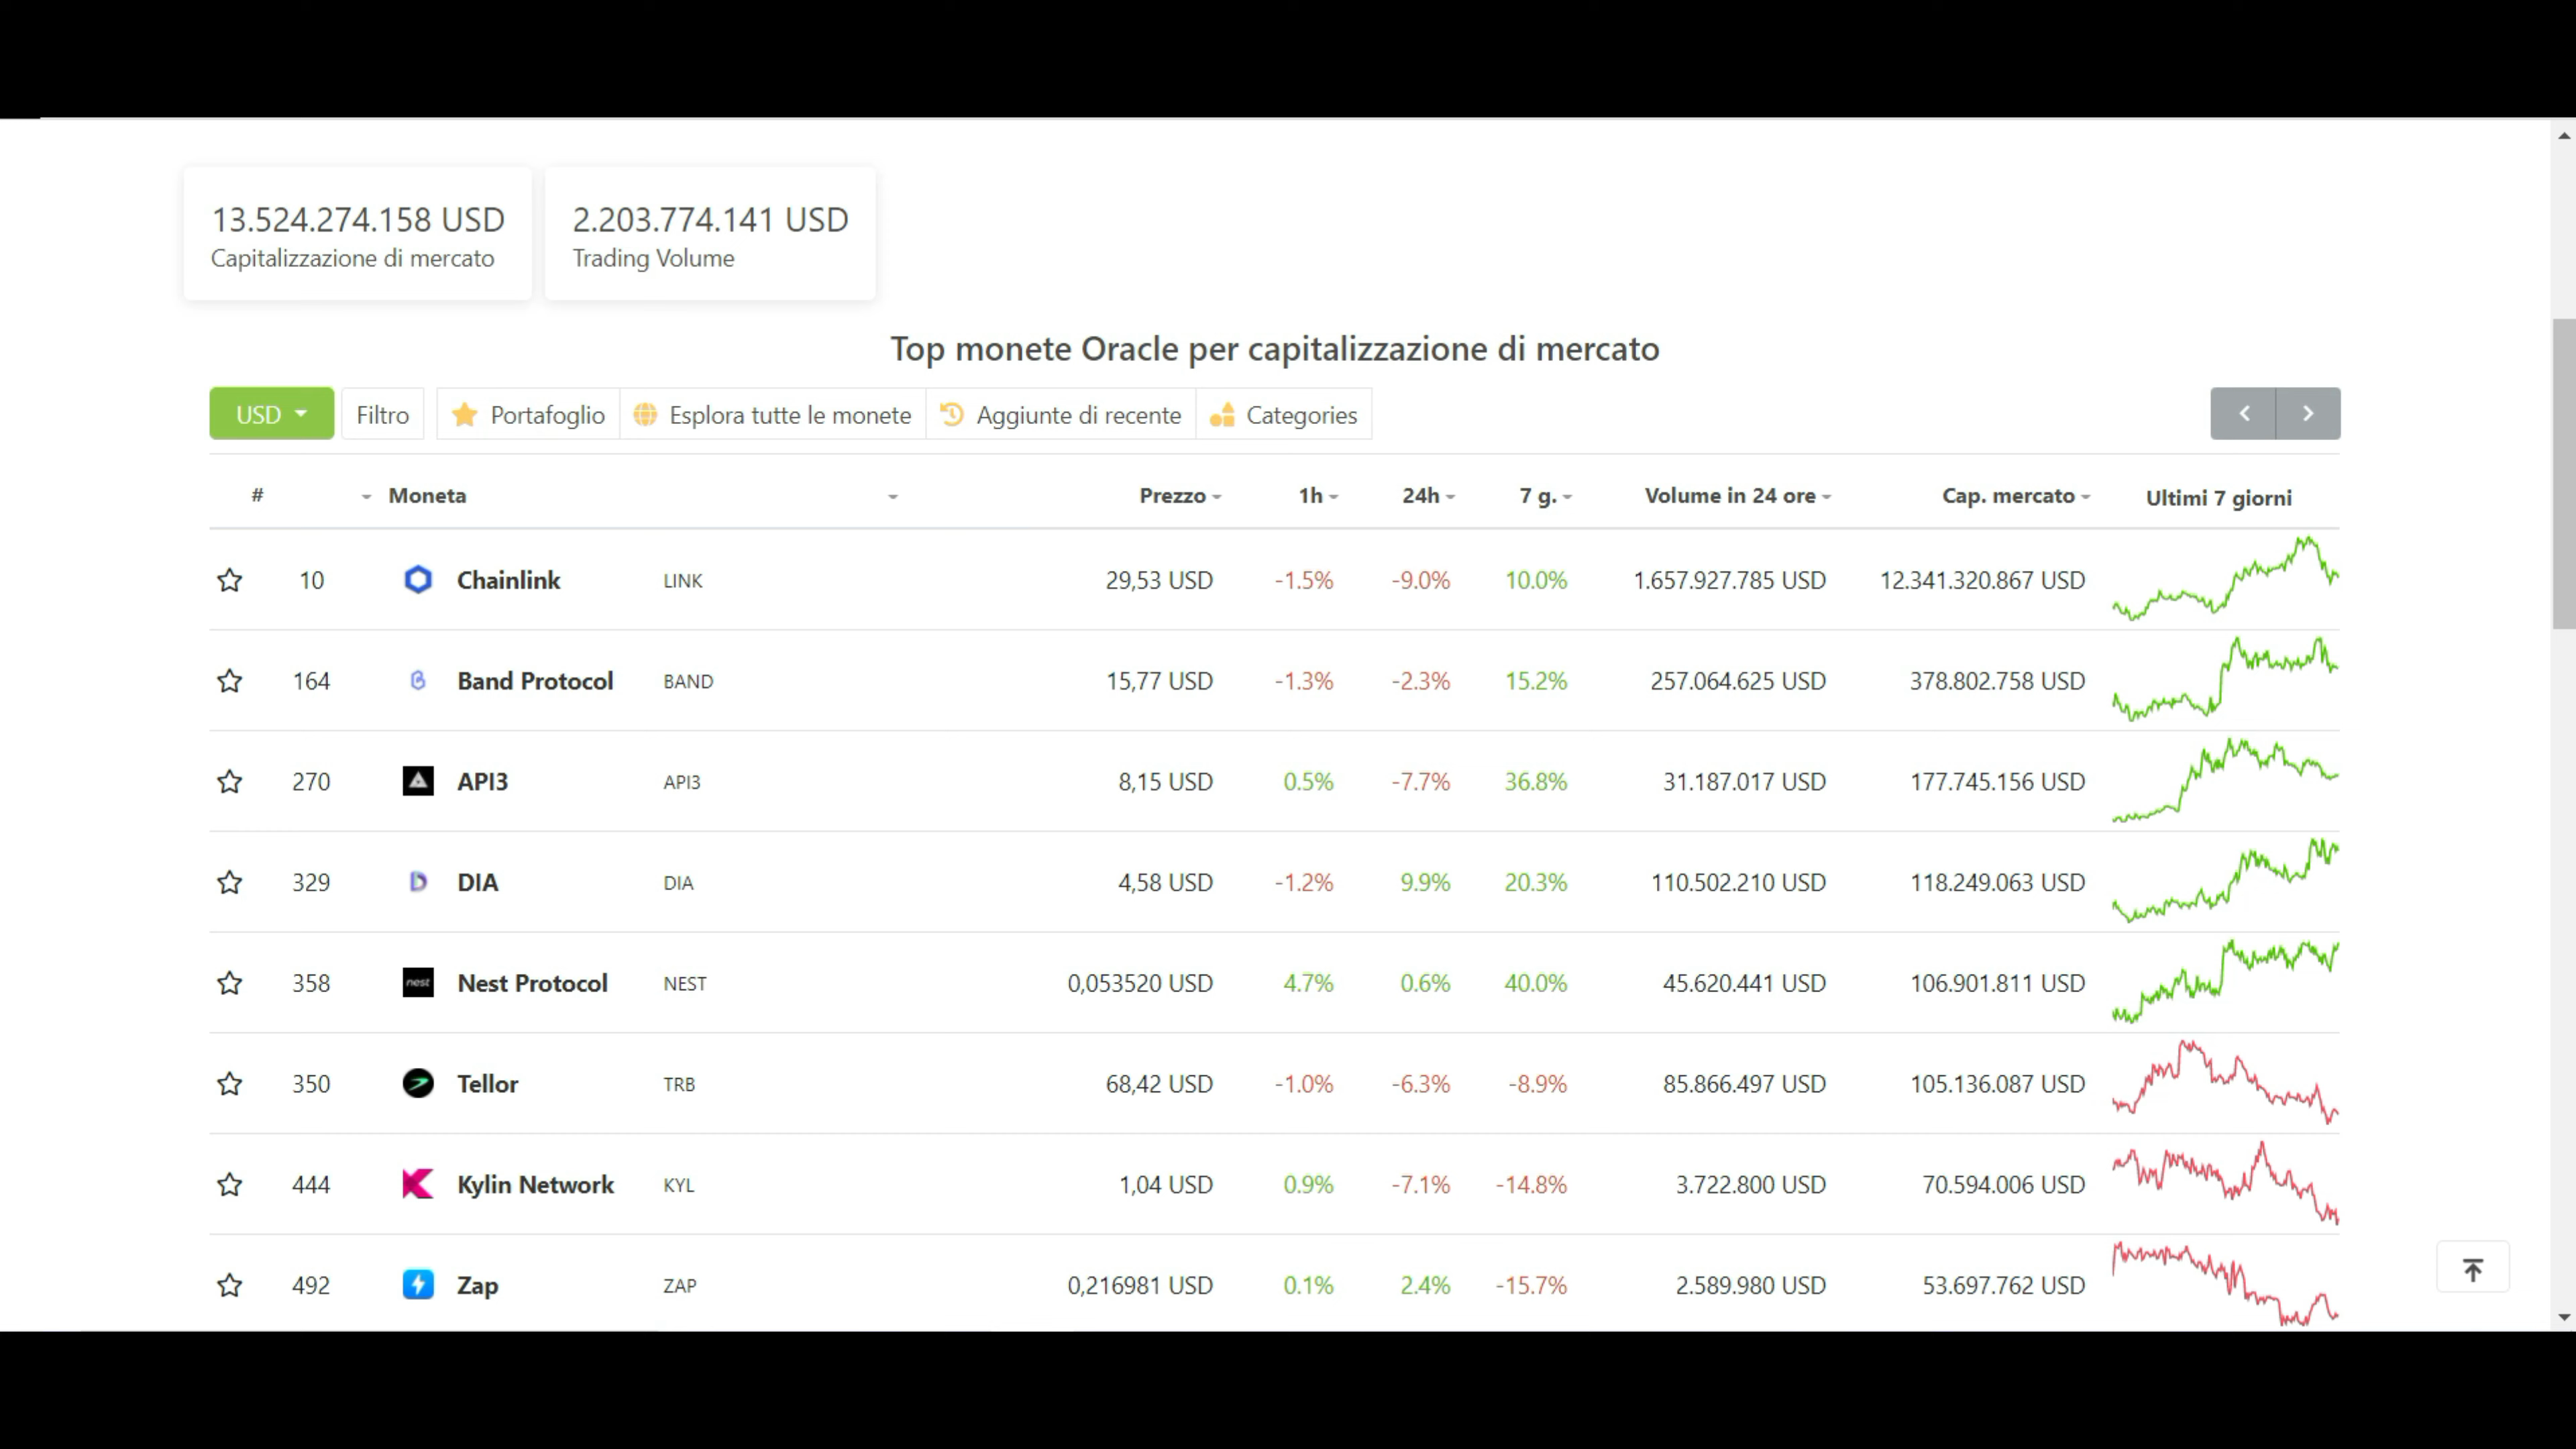 13.524.274.158 USD
Capitalizzazione di mercato
2.203.774.141 USD
Trading Volume
Top monete Oracle per capitalizzazione di mercato
USD Filtro Portafoglio Esplora tutte le monete Aggiunte di recente Categories
# Moneta Prezzo 1h 24h 7 g. Volume in 24 ore Cap. mercato Ultimi 7 giorni
10 Chainlink LINK 29,53 USD -1.5% -9.0% 10.0% 1.657.927.785 USD 12.341.320.867 USD
164 Band Protocol BAND 15,77 USD -1.3% -2.3% 15.2% 257.064.625 USD 378.802.758 USD
270 API3 API3 8,15 USD 0.5% -7.7% 36.8% 31.187.017 USD 177.745.156 USD
329 DIA DIA 4,58 USD -1.2% 9.9% 20.3% 110.502.210 USD 118.249.063 USD
358 nest Nest Protocol NEST 0,053520 USD 4.7% 0.6% 40.0% 45.620.441 USD 106.901.811 USD
350 Tellor TRB 68,42 USD -1.0% -6.3% -8.9% 85.866.497 USD 105.136.087 USD
444 Kylin Network KYL 1,04 USD 0.9% -7.1% -14.8% 3.722.800 USD 70.594.006 USD
492 Zap ZAP 0,216981 USD 0.1% 2.4% -15.7% 2.589.980 USD 53.697.762 USD